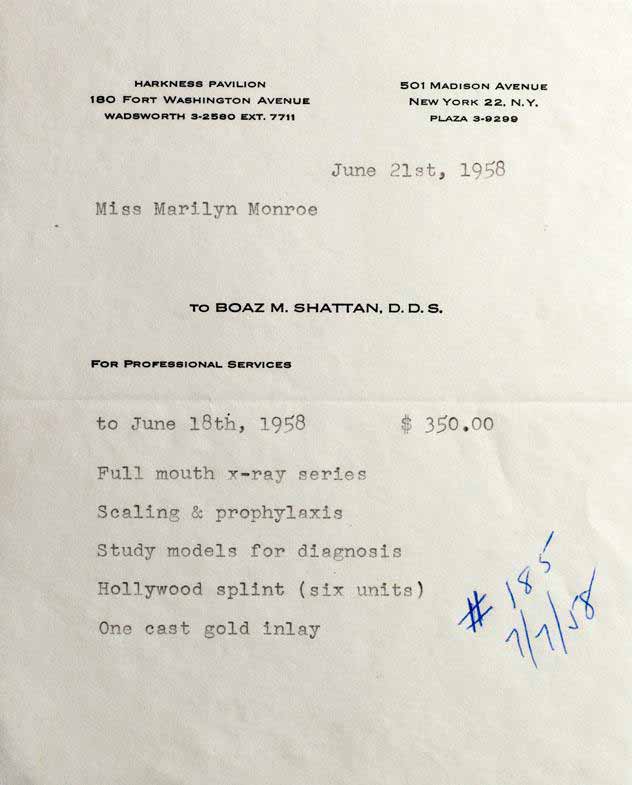 HARKNESS PAVILION
180 FORT WASHINGTON AVENUE
WADSWORTH 3-2580 EXT. 7711
501 MADISON AVENUE
NEW YORK 22, N.Y.
PLAZA 3-9299
June 21st, 1958
Miss Marilyn Monroe
TO BOAZ M. SHATTAN, D. D. S.
FOR PROFESSIONAL SERVICES
to June 18th, 1958 $ 350.00
Full mouth x-ray series
Scaling & prophylaxis
Study models for diagnosis
Hollywood splint (six units)
One cast gold inlay
# 185
7/7/58